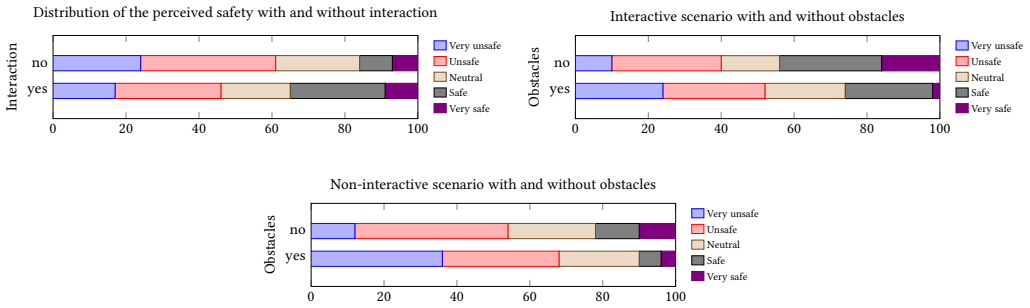 Distribution of the perceived safety with and without interaction
Interaction
no
yes
0 20 40 60 80 100
Very unsafe
Unsafe
Neutral
Safe
Very safe
Interactive scenario with and without obstacles
Obstacles
no
yes
0 20 40 60 80 100
Very unsafe
Unsafe
Neutral
Safe
Very safe
Non-interactive scenario with and without obstacles
Obstacles
no
yes
0 20 40 60 80 100
Very unsafe
Unsafe
Neutral
Safe
Very safe